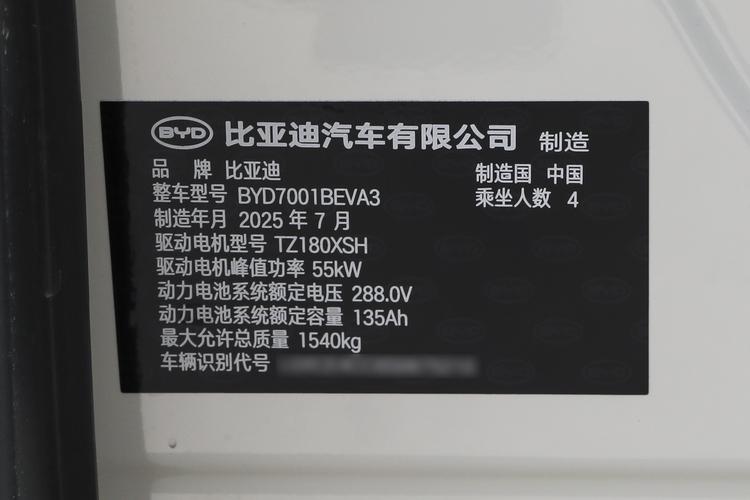 BYD 比亚迪汽车有限公司 制造
品 牌 比亚迪 制造国 中国
整车型号 BYD7001BEVA3 乘坐人数 4
制造年月 2025 年 7 月
驱动电机型号 TZ180XSH
驱动电机峰值功率 55kW
动力电池系统额定电压 288.0V
动力电池系统额定容量 135Ah
最大允许总质量 1540kg
车辆识别代号